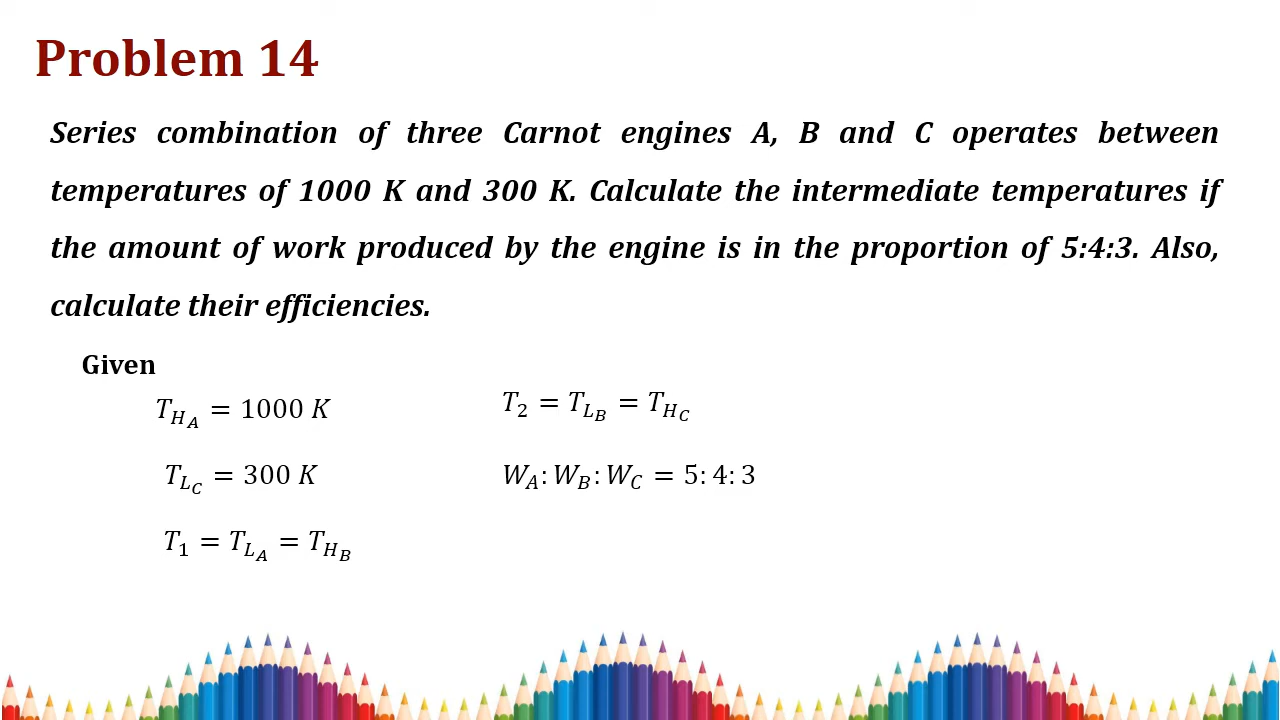 Problem 14
Series combination of three Carnot engines A, B and C operates between
temperatures of 1000 K and 300 K. Calculate the intermediate temperatures if
the amount of work produced by the engine is in the proportion of 5:4:3. Also,
calculate their efficiencies.
Given
T_{H_A} = 1000 K
T_2 = T_{L_B} = T_{H_C}
T_{L_C} = 300 K
W_A: W_B: W_C = 5: 4: 3
T_1 = T_{L_A} = T_{H_B}